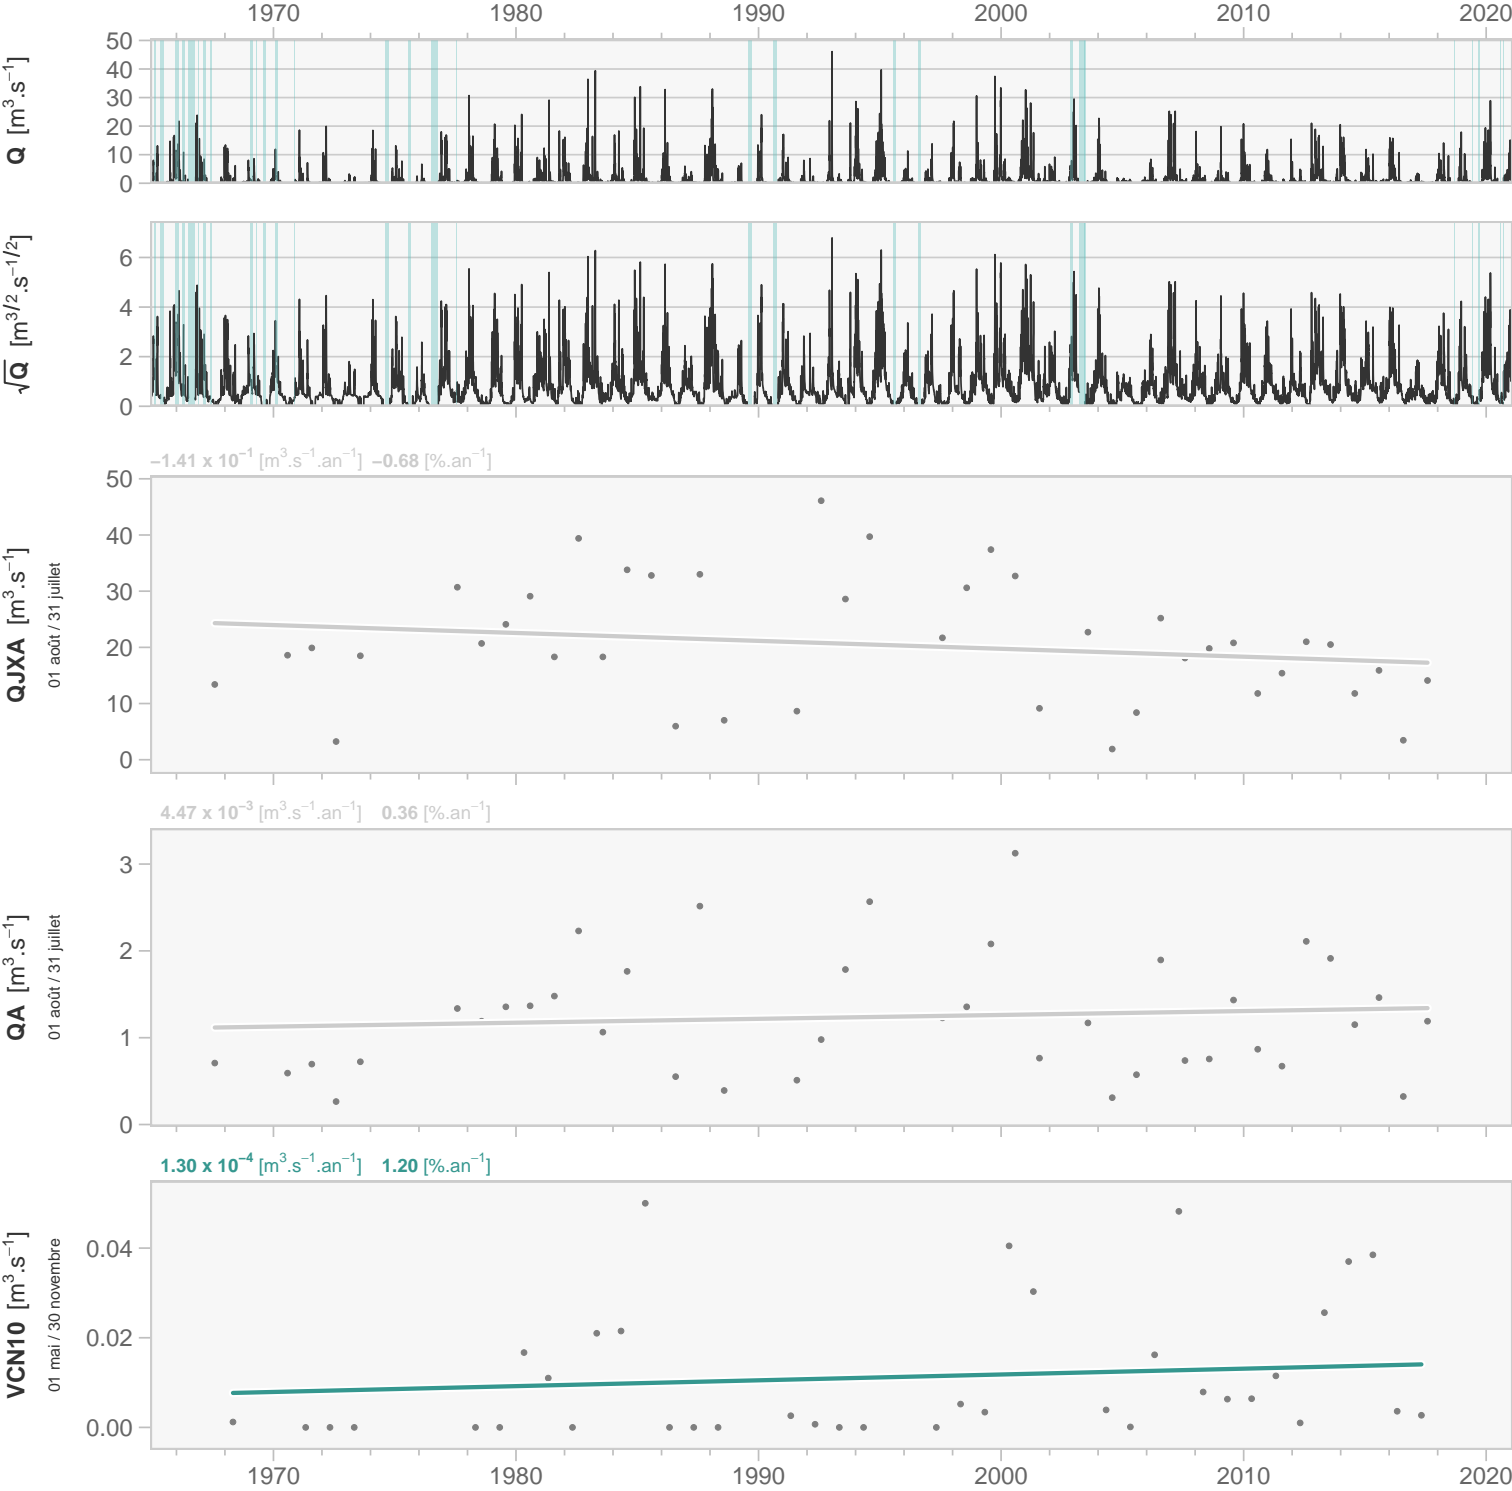 1970 1980 1990 2000 2010 2020
Q [m³.s⁻¹]
50
40
30
20
10
0
√Q [m^3/2.s^−1/2]
6
4
2
0
−1.41 x 10⁻¹ [m³.s⁻¹.an⁻¹] −0.68 [%.an⁻¹]
QJXA [m³.s⁻¹]
01 août / 31 juillet
50
40
30
20
10
0
4.47 x 10⁻³ [m³.s⁻¹.an⁻¹] 0.36 [%.an⁻¹]
QA [m³.s⁻¹]
01 août / 31 juillet
3
2
1
0
1.30 x 10⁻⁴ [m³.s⁻¹.an⁻¹] 1.20 [%.an⁻¹]
VCN10 [m³.s⁻¹]
01 mai / 30 novembre
0.04
0.02
0.00
1970 1980 1990 2000 2010 2020